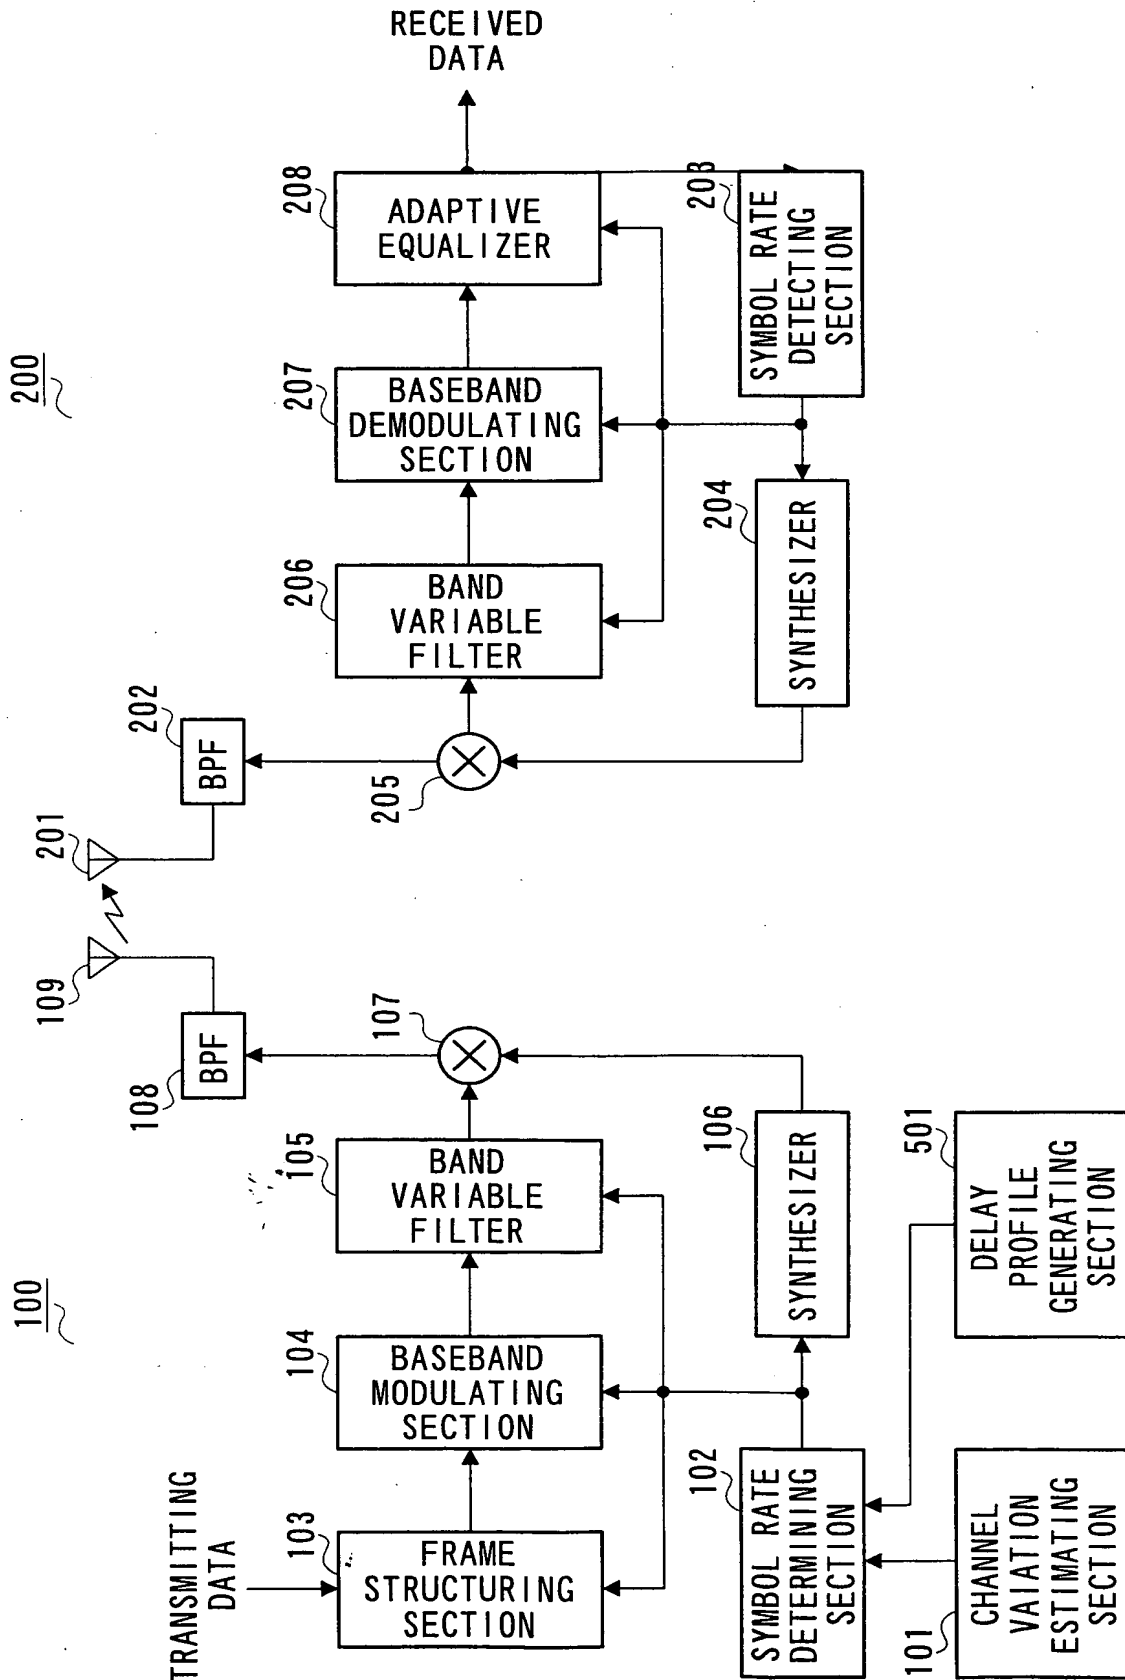 100
TRANSMITTING
DATA
103
FRAME
STRUCTURING
SECTION
104
BASEBAND
MODULATING
SECTION
105
BAND
VARIABLE
FILTER
107
108
BPF
109
102
SYMBOL RATE
DETERMINING
SECTION
106
SYNTHESIZER
101
CHANNEL
VAIATION
ESTIMATING
SECTION
501
DELAY
PROFILE
GENERATING
SECTION
200
201
202
BPF
205
206
BAND
VARIABLE
FILTER
207
BASEBAND
DEMODULATING
SECTION
208
ADAPTIVE
EQUALIZER
RECEIVED
DATA
204
SYNTHESIZER
203
SYMBOL RATE
DETECTING
SECTION